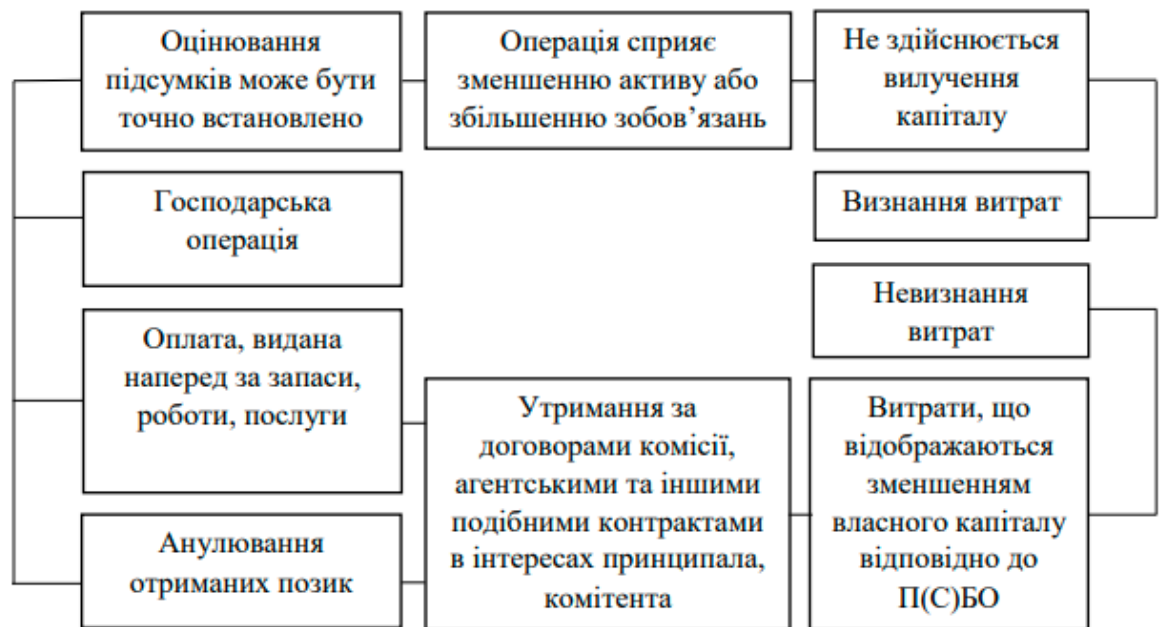 Оцінювання
підсумків може бути
точно встановлено
Операція сприяє
зменшенню активу або
збільшенню зобов’язань
Не здійснюється
вилучення
капіталу
Господарська
операція
Визнання витрат
Невизнання
витрат
Оплата, видана
наперед за запаси,
роботи, послуги
Утримання за
договорами комісії,
агентськими та іншими
подібними контрактами
в інтересах принципала,
комітента
Витрати, що
відображаються
зменшенням
власного капіталу
відповідно до
П(С)БО
Анулювання
отриманих позик